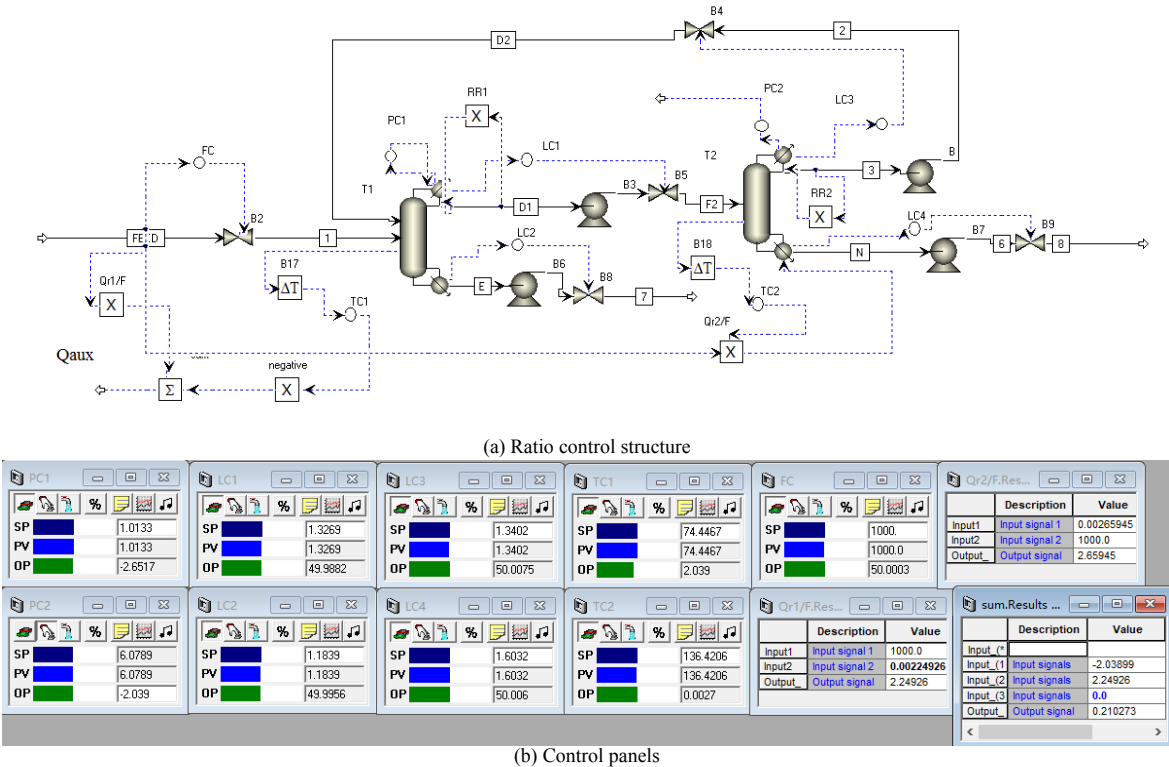 B4
D2
2
RR1
X
PC2
LC3
PC1
FC
LC1
T2
B
T1
B3
B5
3
B2
D1
F2
RR2
X
LC4
B7
B9
FE D
1
LC2
B18
ΔT
N
6
8
Qr1/F
X
B17
ΔT
E
B6
B8
7
TC2
TC1
Qr2/F
X
Qaux
negative
Σ
X
(a) Ratio control structure
PC1
%
SP 1.0133
PV 1.0133
OP -2.6517
LC1
%
SP 1.3269
PV 1.3269
OP 49.9882
LC3
%
SP 1.3402
PV 1.3402
OP 50.0075
TC1
%
SP 74.4467
PV 74.4467
OP 2.039
FC
%
SP 1000.
PV 1000.0
OP 50.0003
Qr2/F.Res...
Description Value
Input1 Input signal 1 0.00265945
Input2 Input signal 2 1000.0
Output_ Output signal 2.65945
PC2
%
SP 6.0789
PV 6.0789
OP -2.039
LC2
%
SP 1.1839
PV 1.1839
OP 49.9956
LC4
%
SP 1.6032
PV 1.6032
OP 50.006
TC2
%
SP 136.4206
PV 136.4206
OP 0.0027
Qr1/F.Res...
Description Value
Input1 Input signal 1 1000.0
Input2 Input signal 2 0.00224926
Output_ Output signal 2.24926
sum.Results ...
Description Value
Input_(*
Input_(1 Input signals -2.03899
Input_(2 Input signals 2.24926
Input_(3 Input signals 0.0
Output_ Output signal 0.210273
(b) Control panels